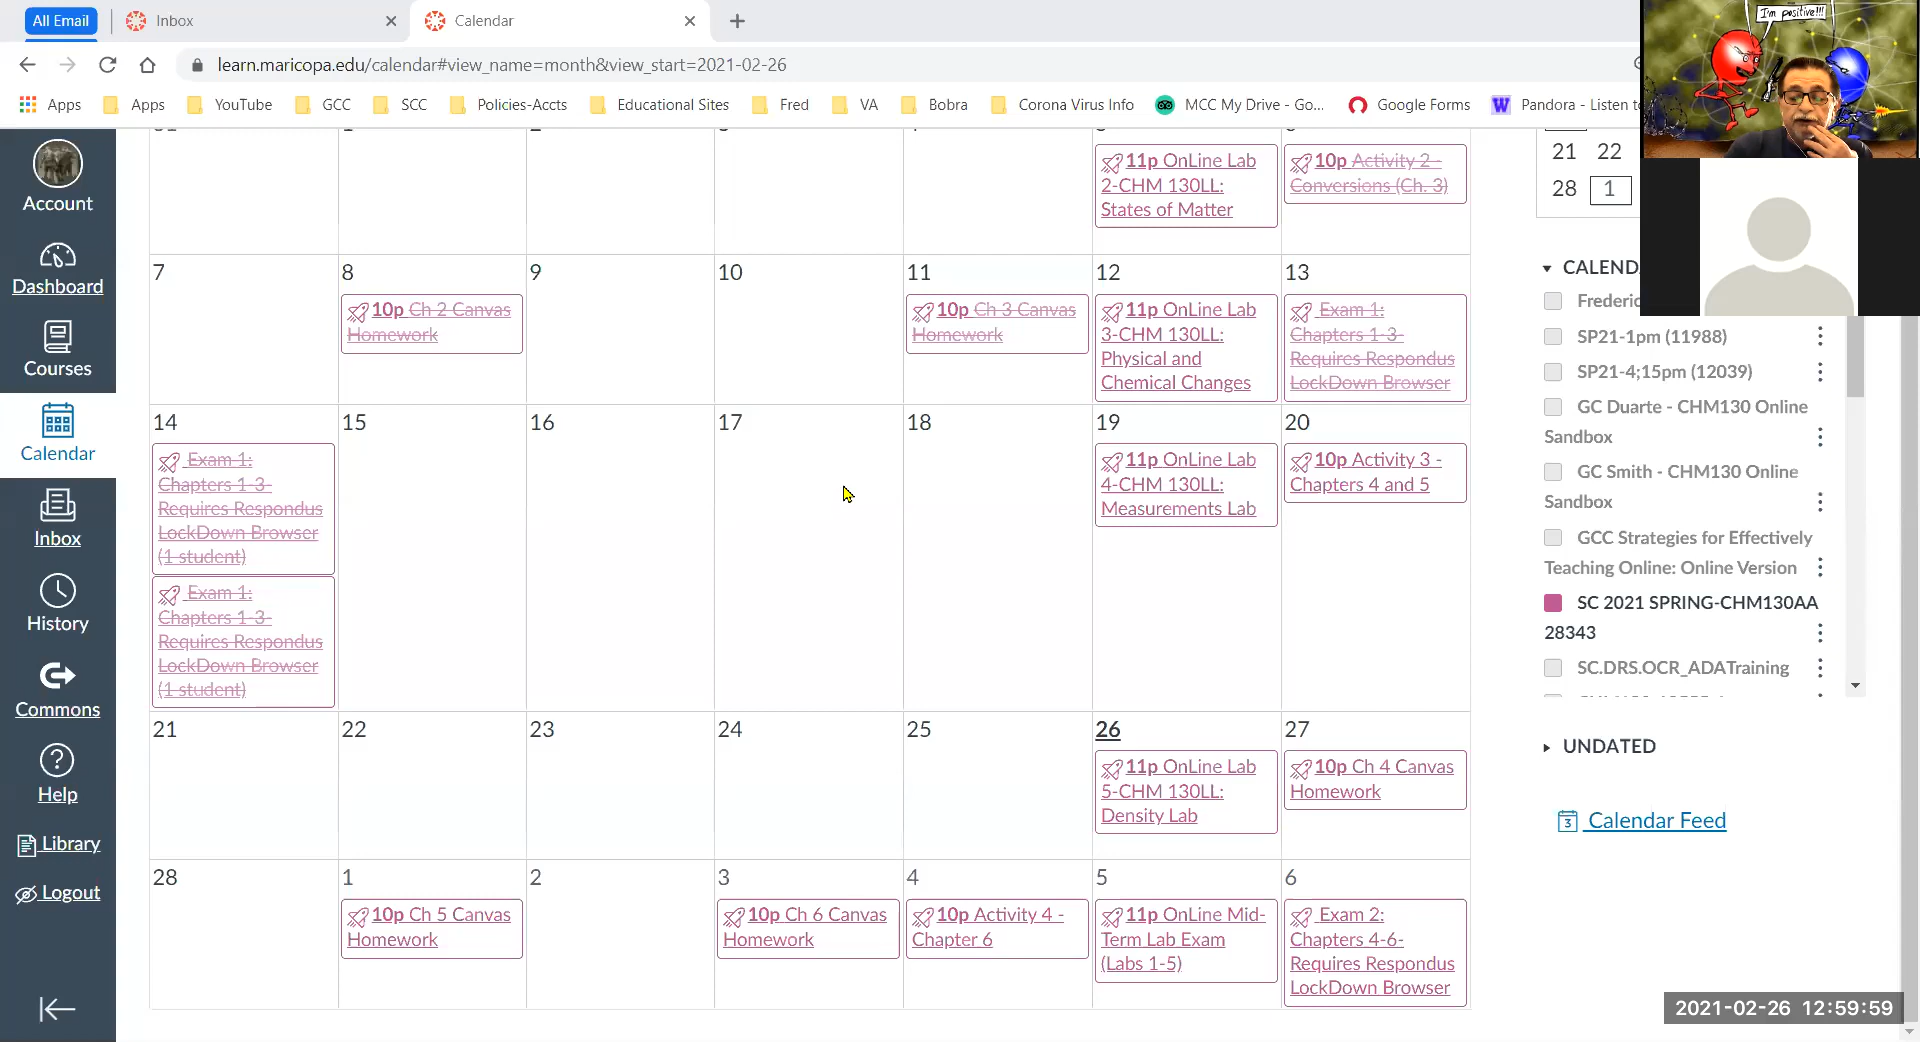 All Email
Inbox
Calendar
I'm positive!!!
learn.maricopa.edu/calendar#view_name=month&view_start=2021-02-26
Apps
Apps
YouTube
GCC
SCC
Policies-Accts
Educational Sites
Fred
VA
Bobra
Corona Virus Info
MCC My Drive - Go...
Google Forms
Pandora - Listen to
Account
Dashboard
Courses
Calendar
Inbox
History
Commons
Help
Library
Logout
11p OnLine Lab
2-CHM 130LL:
States of Matter
10p Activity 2 -
Conversions (Ch. 3)
7
8
10p Ch 2 Canvas
Homework
9
10
11
10p Ch 3 Canvas
Homework
12
11p OnLine Lab
3-CHM 130LL:
Physical and
Chemical Changes
13
Exam 1:
Chapters 1-3-
Requires Respondus
LockDown Browser
14
Exam 1:
Chapters 1-3-
Requires Respondus
LockDown Browser
(1 student)
Exam 1:
Chapters 1-3-
Requires Respondus
LockDown Browser
(1 student)
15
16
17
18
19
11p OnLine Lab
4-CHM 130LL:
Measurements Lab
20
10p Activity 3 -
Chapters 4 and 5
21
22
23
24
25
26
11p OnLine Lab
5-CHM 130LL:
Density Lab
27
10p Ch 4 Canvas
Homework
28
1
10p Ch 5 Canvas
Homework
2
3
10p Ch 6 Canvas
Homework
4
10p Activity 4 -
Chapter 6
5
11p OnLine Mid-
Term Lab Exam
(Labs 1-5)
6
Exam 2:
Chapters 4-6-
Requires Respondus
LockDown Browser
21 22
28 1
SP21-1pm (11988)
SP21-4;15pm (12039)
GC Duarte - CHM130 Online
Sandbox
GC Smith - CHM130 Online
Sandbox
GCC Strategies for Effectively
Teaching Online: Online Version
SC 2021 SPRING-CHM130AA
28343
SC.DRS.OCR_ADATraining
UNDATED
3
Calendar Feed
2021-02-26 12:59:59